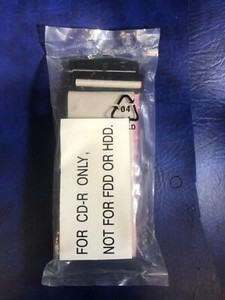 04
FOR CD-R ONLY,
NOT FOR FDD OR HDD.